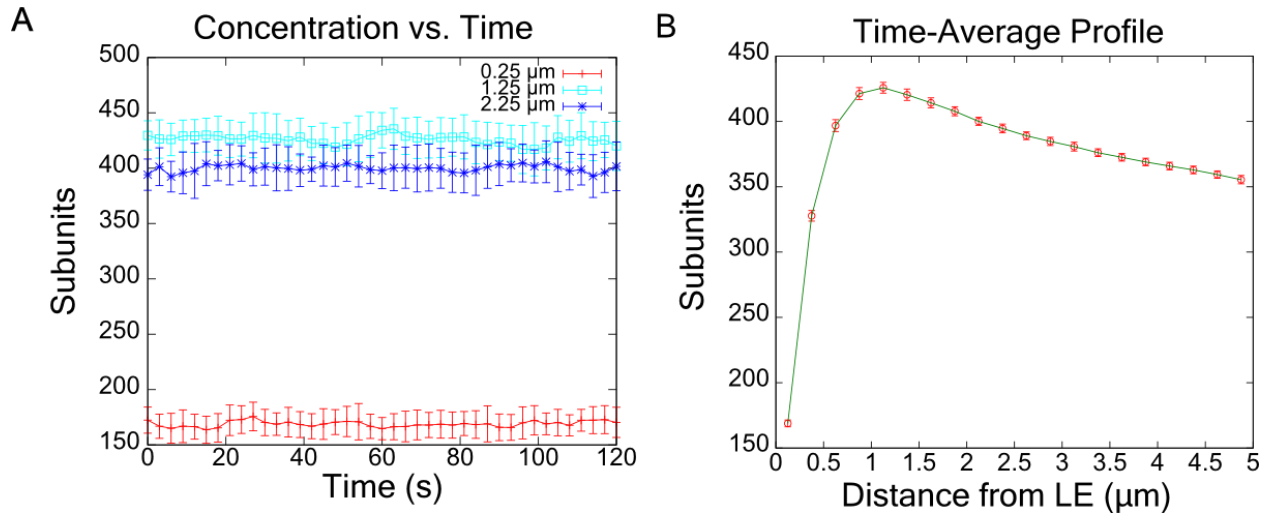 A
Concentration vs. Time
500
450
400
350
300
250
200
150
Subunits
0.25 µm
1.25 µm
2.25 µm
0 20 40 60 80 100 120
Time (s)
B
Time-Average Profile
450
400
350
300
250
200
150
Subunits
0 0.5 1 1.5 2 2.5 3 3.5 4 4.5 5
Distance from LE (µm)